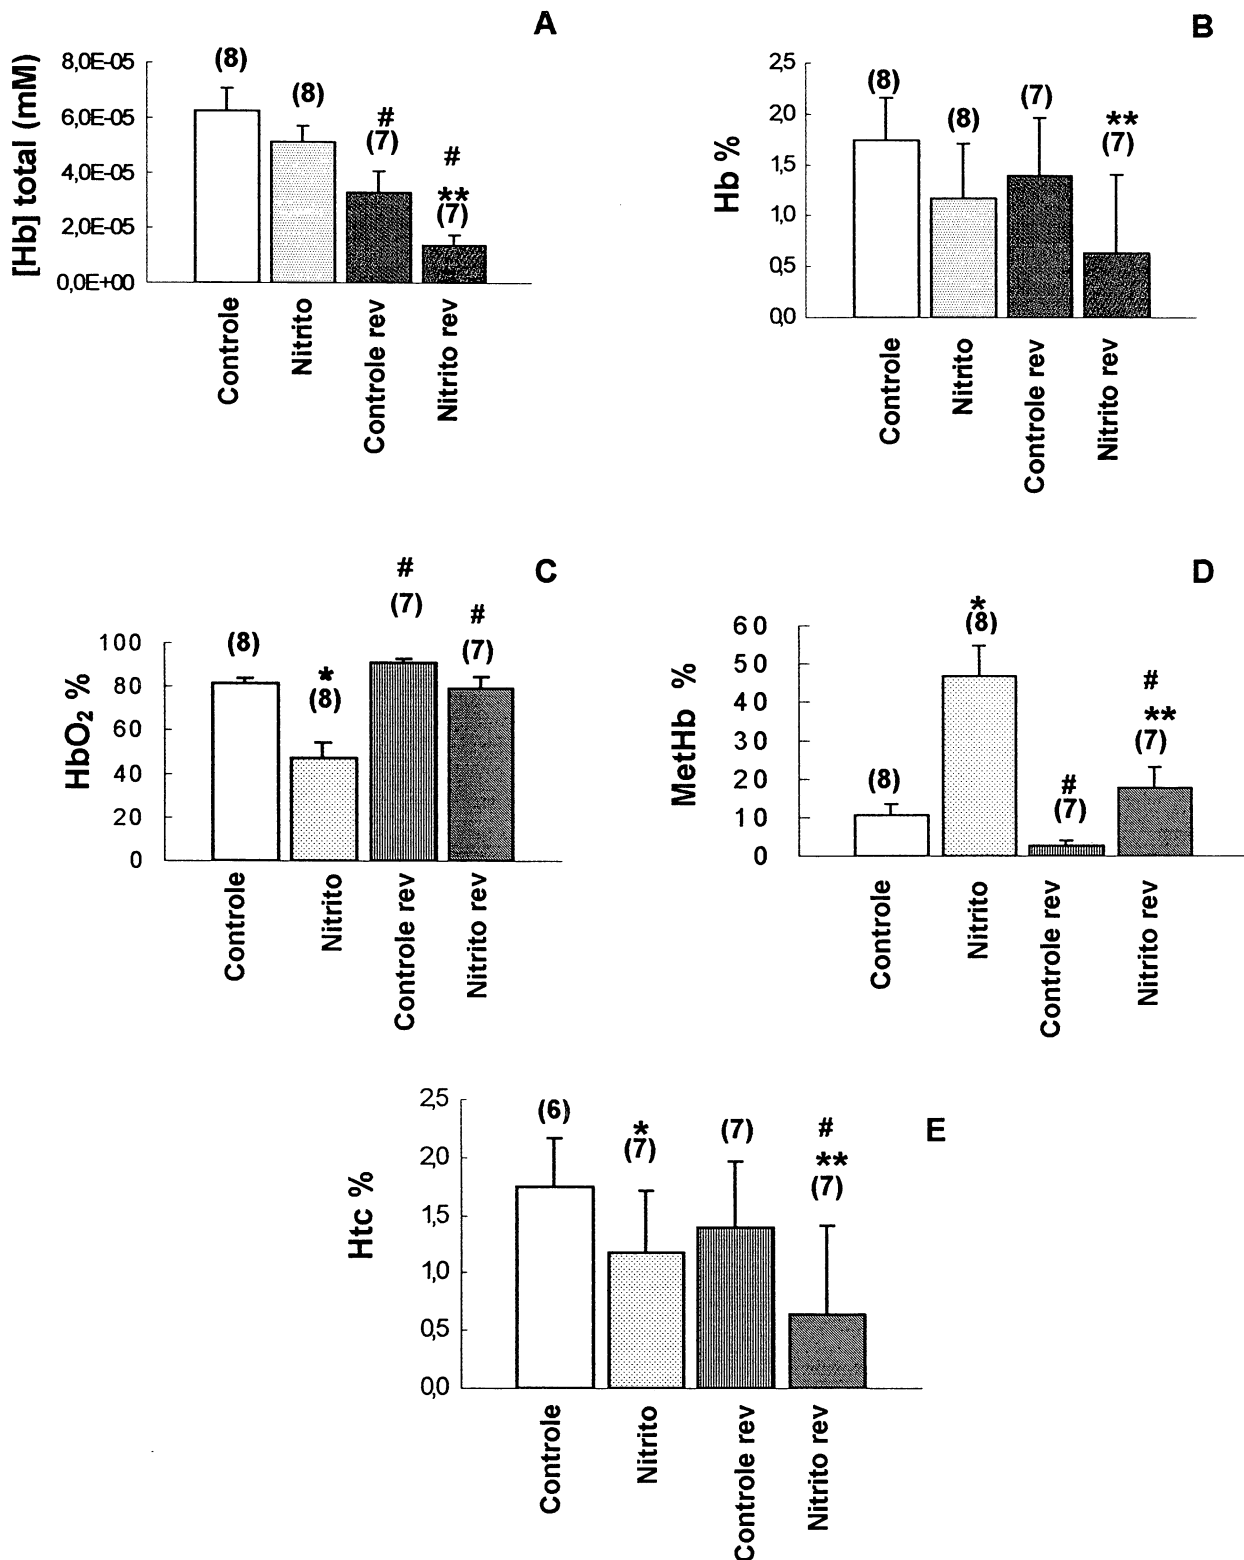 A
[Hb] total (mM)
8,0E-05
6,0E-05
4,0E-05
2,0E-05
0,0E+00
(8)
(8)
#
(7)
#
**
(7)
Controle
Nitrito
Controle rev
Nitrito rev
B
Hb %
2,5
2,0
1,5
1,0
0,5
0,0
(8)
(8)
(7)
**
(7)
Controle
Nitrito
Controle rev
Nitrito rev
C
HbO₂ %
100
80
60
40
20
0
(8)
*
(8)
#
(7)
#
(7)
Controle
Nitrito
Controle rev
Nitrito rev
D
MetHb %
60
50
40
30
20
10
0
(8)
*
(8)
#
(7)
#
**
(7)
Controle
Nitrito
Controle rev
Nitrito rev
E
Htc %
2,5
2,0
1,5
1,0
0,5
0,0
(6)
*
(7)
(7)
#
**
(7)
Controle
Nitrito
Controle rev
Nitrito rev